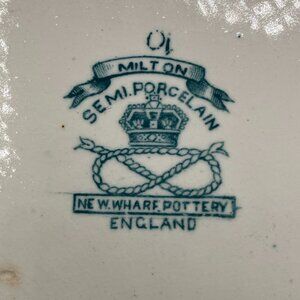 MILTON
SEMI.PORCELAIN
NEW.WHARF.POTTERY
ENGLAND